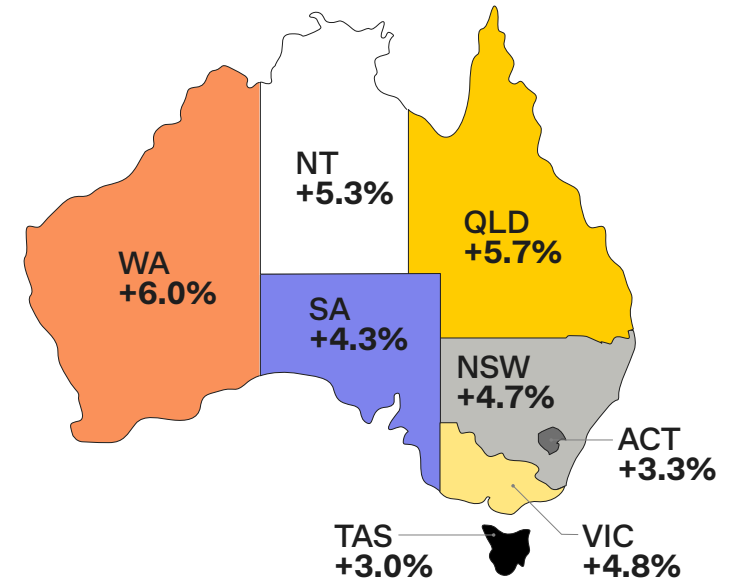 NT
+5.3%
QLD
+5.7%
WA
+6.0%
SA
+4.3%
NSW
+4.7%
ACT
+3.3%
TAS
+3.0%
VIC
+4.8%